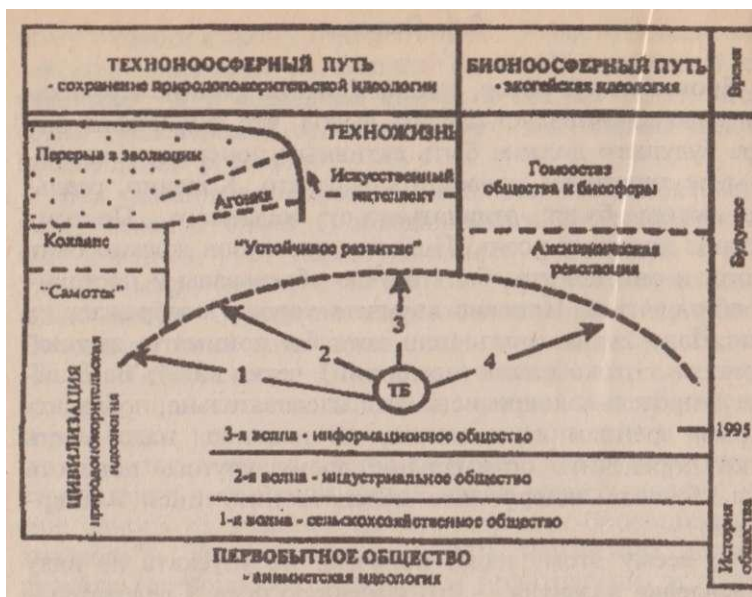 ТЕХНОНООСФЕРНЫЙ ПУТЬ
- сохранение природопокорительской идеологии
БИОНООСФЕРНЫЙ ПУТЬ
- экогейская идеология
Время
ТЕХНОЖИЗНЬ
Перерыв в эволюции
Агония
Искусственный
интеллект
Гомеостаз
общества и биосферы
Будущее
Коллапс
"Устойчивое развитие"
Аксионическая
революция
"Самотек"
1
2
3
4
ТБ
ЦИВИЛИЗАЦИЯ
- природопокорительская
идеология
3-я волна - информационное общество
1995
2-я волна - индустриальное общество
1-я волна - сельскохозяйственное общество
ПЕРВОБЫТНОЕ ОБЩЕСТВО
- анимистская идеология
История
общества